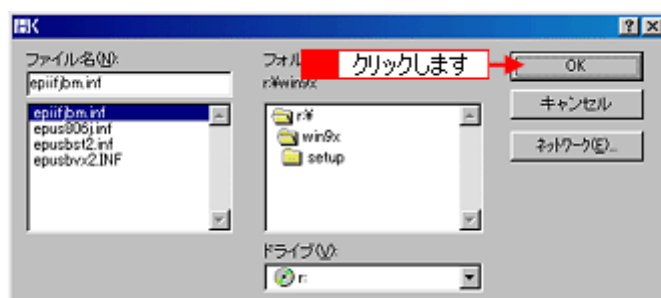 開く
ファイル名(N):
epiifjbm.inf
epiifjbm.inf
epus806j.inf
epusbst2.inf
epusbvx2.INF
フォル
r:¥win9x
r:¥
win9x
setup
ドライブ(V):
r:
クリックします
OK
キャンセル
ネットワーク(E)...